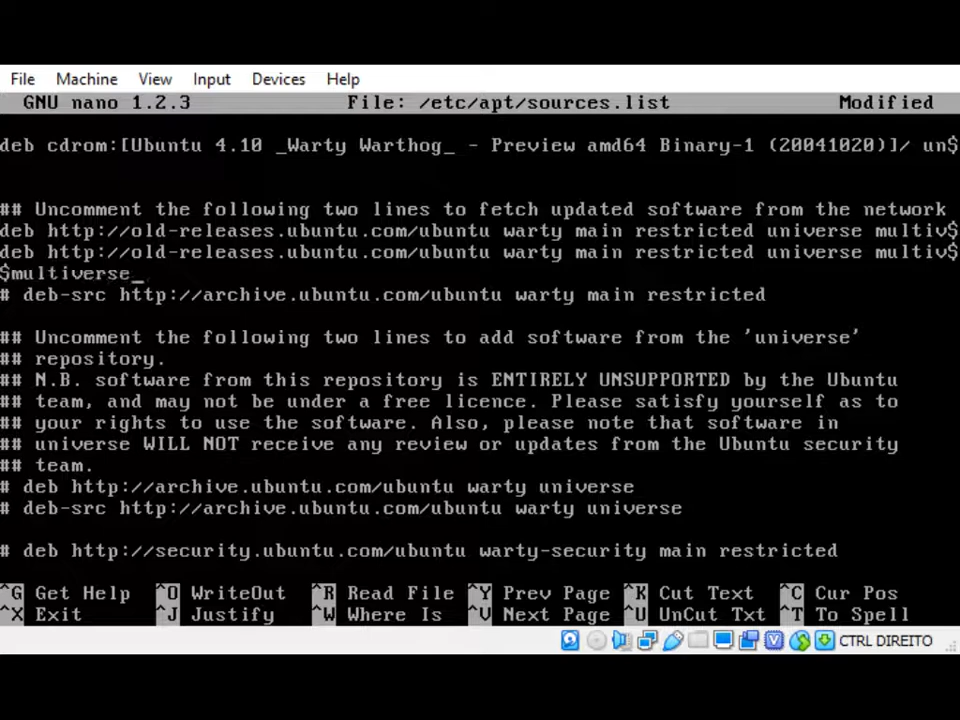 File Machine View Input Devices Help
GNU nano 1.2.3 File: /etc/apt/sources.list Modified
deb cdrom:[Ubuntu 4.10 _Warty Warthog_ - Preview amd64 Binary-1 (20041020)]/ un$
## Uncomment the following two lines to fetch updated software from the network
deb http://old-releases.ubuntu.com/ubuntu warty main restricted universe multiv$
deb http://old-releases.ubuntu.com/ubuntu warty main restricted universe multiv$
$multiverse_
# deb-src http://archive.ubuntu.com/ubuntu warty main restricted
## Uncomment the following two lines to add software from the 'universe'
## repository.
## N.B. software from this repository is ENTIRELY UNSUPPORTED by the Ubuntu
## team, and may not be under a free licence. Please satisfy yourself as to
## your rights to use the software. Also, please note that software in
## universe WILL NOT receive any review or updates from the Ubuntu security
## team.
# deb http://archive.ubuntu.com/ubuntu warty universe
# deb-src http://archive.ubuntu.com/ubuntu warty universe
# deb http://security.ubuntu.com/ubuntu warty-security main restricted
^G Get Help ^O WriteOut ^R Read File ^Y Prev Page ^K Cut Text ^C Cur Pos
^X Exit ^J Justify ^W Where Is ^V Next Page ^U UnCut Txt ^T To Spell
CTRL DIREITO